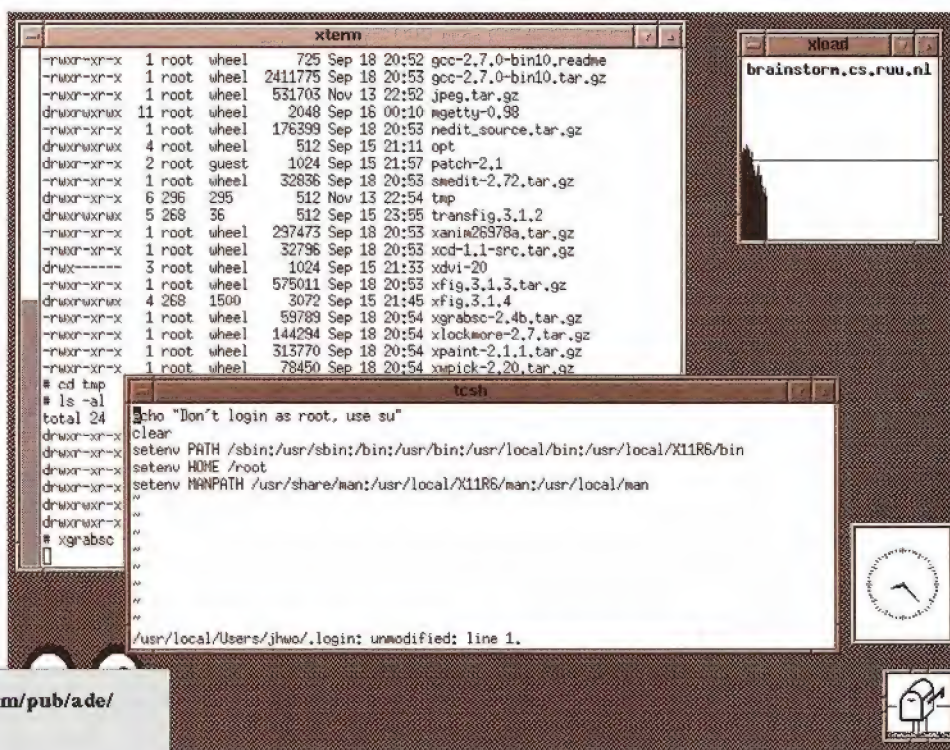 xterm
-rwxr-xr-x 1 root wheel 725 Sep 18 20:52 gcc-2.7.0-bin10.readme
-rwxr-xr-x 1 root wheel 2411775 Sep 18 20:53 gcc-2.7.0-bin10.tar.gz
-rwxr-xr-x 1 root wheel 531703 Nov 13 22:52 jpeg.tar.gz
drwxrwxrwx 11 root wheel 2048 Sep 16 00:10 mgetty-0.98
-rwxr-xr-x 1 root wheel 176399 Sep 18 20:53 nedit_source.tar.gz
drwxrwxrwx 4 root wheel 512 Sep 15 21:11 opt
drwxr-xr-x 2 root guest 1024 Sep 15 21:57 patch-2.1
-rwxr-xr-x 1 root wheel 32836 Sep 18 20:53 smedit-2.72.tar.gz
drwxr-xr-x 6 296 295 512 Nov 13 22:54 tmp
drwxrwxrwx 5 268 36 512 Sep 15 23:55 transfig.3.1.2
-rwxr-xr-x 1 root wheel 297473 Sep 18 20:53 xanim26978a.tar.gz
-rwxr-xr-x 1 root wheel 32796 Sep 18 20:53 xcd-1.1-src.tar.gz
drwx------ 3 root wheel 1024 Sep 15 21:33 xdvi-20
-rwxr-xr-x 1 root wheel 575011 Sep 18 20:53 xfig.3.1.3.tar.gz
drwxrwxrwx 4 268 1500 3072 Sep 15 21:45 xfig.3.1.4
-rwxr-xr-x 1 root wheel 59789 Sep 18 20:54 xgrabsc-2.4b.tar.gz
-rwxr-xr-x 1 root wheel 144294 Sep 18 20:54 xlockmore-2.7.tar.gz
-rwxr-xr-x 1 root wheel 313770 Sep 18 20:54 xpaint-2.1.1.tar.gz
-rwxr-xr-x 1 root wheel 78450 Sep 18 20:54 xwpick-2.20.tar.gz
# cd tmp
# ls -al
total 24
drwxr-xr-x
drwxr-xr-x
drwxr-xr-x
drwxr-xr-x
drwxrwxr-x
drwxrwxr-x
# xgrabsc
xload
brainstorm.cs.ruu.nl
tcsh
echo "Don't login as root, use su"
clear
setenv PATH /sbin:/usr/sbin:/bin:/usr/bin:/usr/local/bin:/usr/local/X11R6/bin
setenv HOME /root
setenv MANPATH /usr/share/man:/usr/local/X11R6/man:/usr/local/man
~
~
~
~
~
~
~
/usr/local/Users/jhwo/.login: unmodified: line 1.
m/pub/ade/